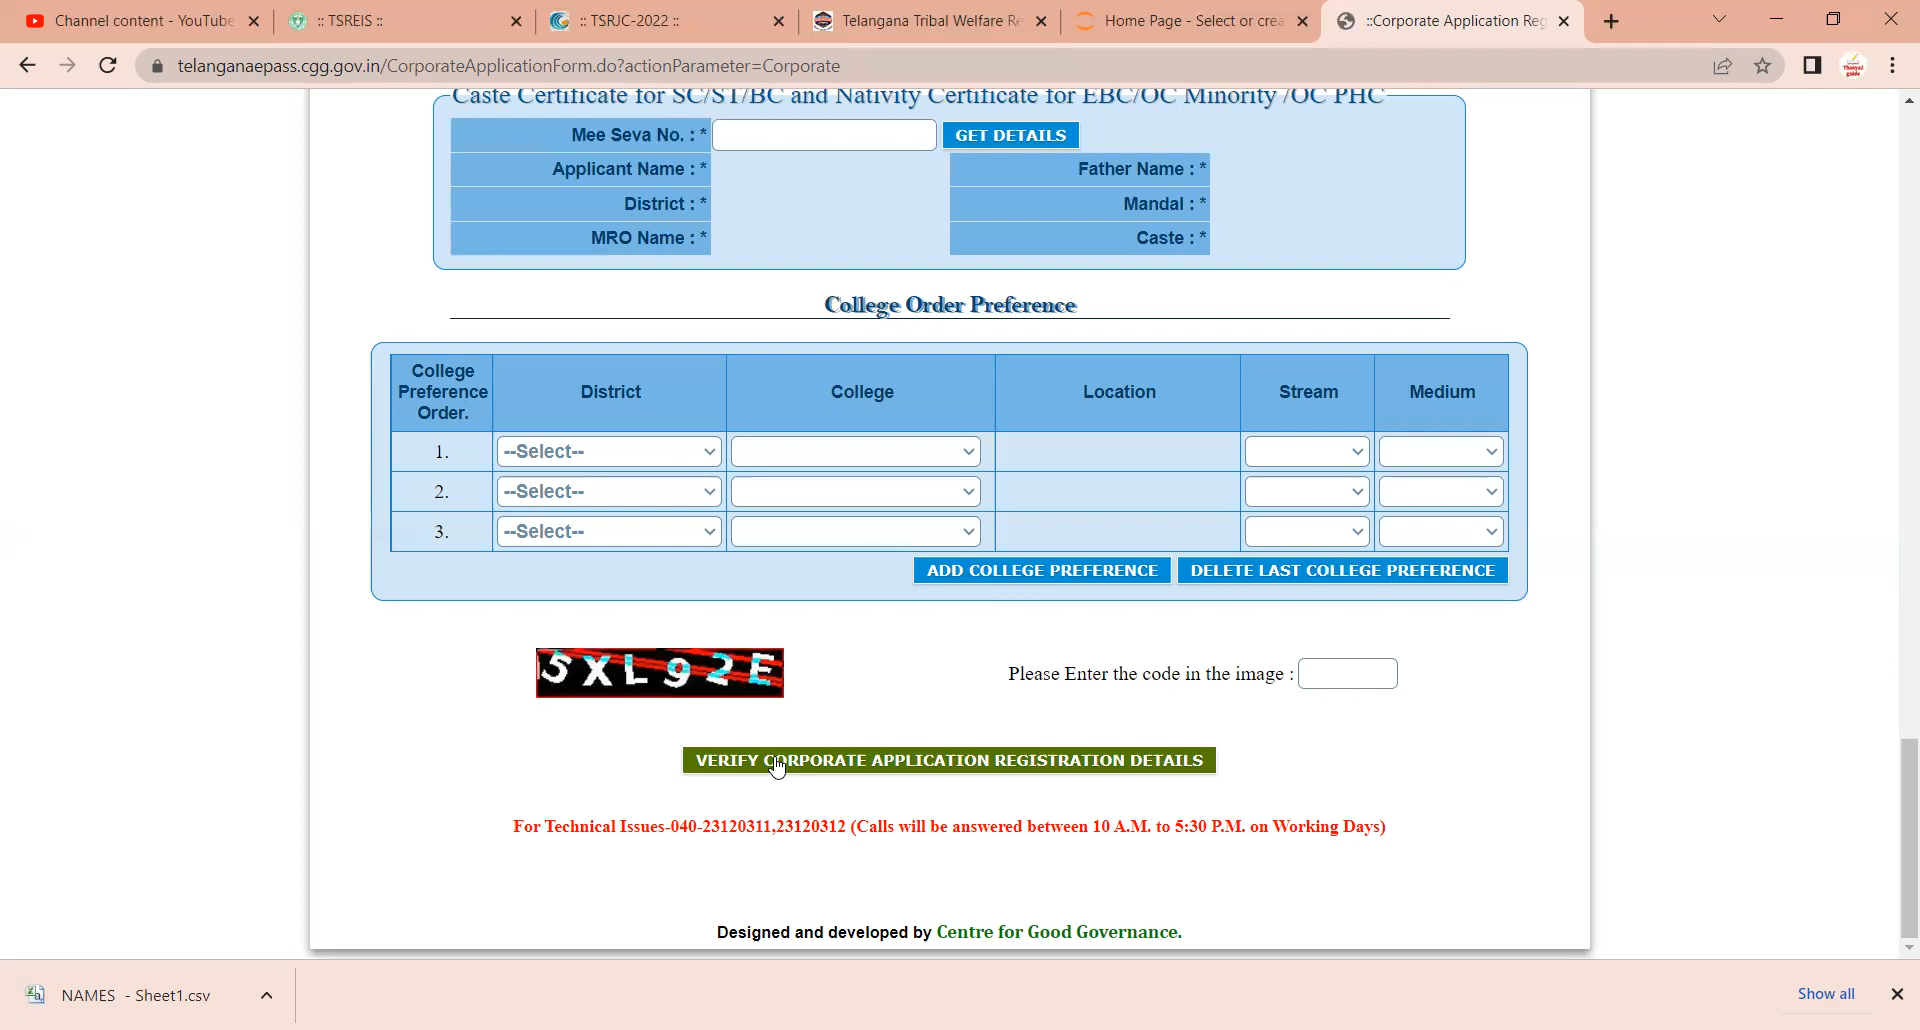 Channel content - YouTube
:: TSREIS ::
:: TSRJC-2022 ::
Telangana Tribal Welfare Re
Home Page - Select or crea
::Corporate Application Reg
telanganaepass.cgg.gov.in/CorporateApplicationForm.do?actionParameter=Corporate
Caste Certificate for SC/ST/BC and Nativity Certificate for EBC/OC Minority /OC PHC
Mee Seva No. : * GET DETAILS
Applicant Name : * Father Name : *
District : * Mandal : *
MRO Name : * Caste : *
College Order Preference
College Preference Order. District College Location Stream Medium
1. --Select--
2. --Select--
3. --Select--
ADD COLLEGE PREFERENCE DELETE LAST COLLEGE PREFERENCE
5XL92E Please Enter the code in the image :
VERIFY CORPORATE APPLICATION REGISTRATION DETAILS
For Technical Issues-040-23120311,23120312 (Calls will be answered between 10 A.M. to 5:30 P.M. on Working Days)
Designed and developed by Centre for Good Governance.
NAMES - Sheet1.csv Show all